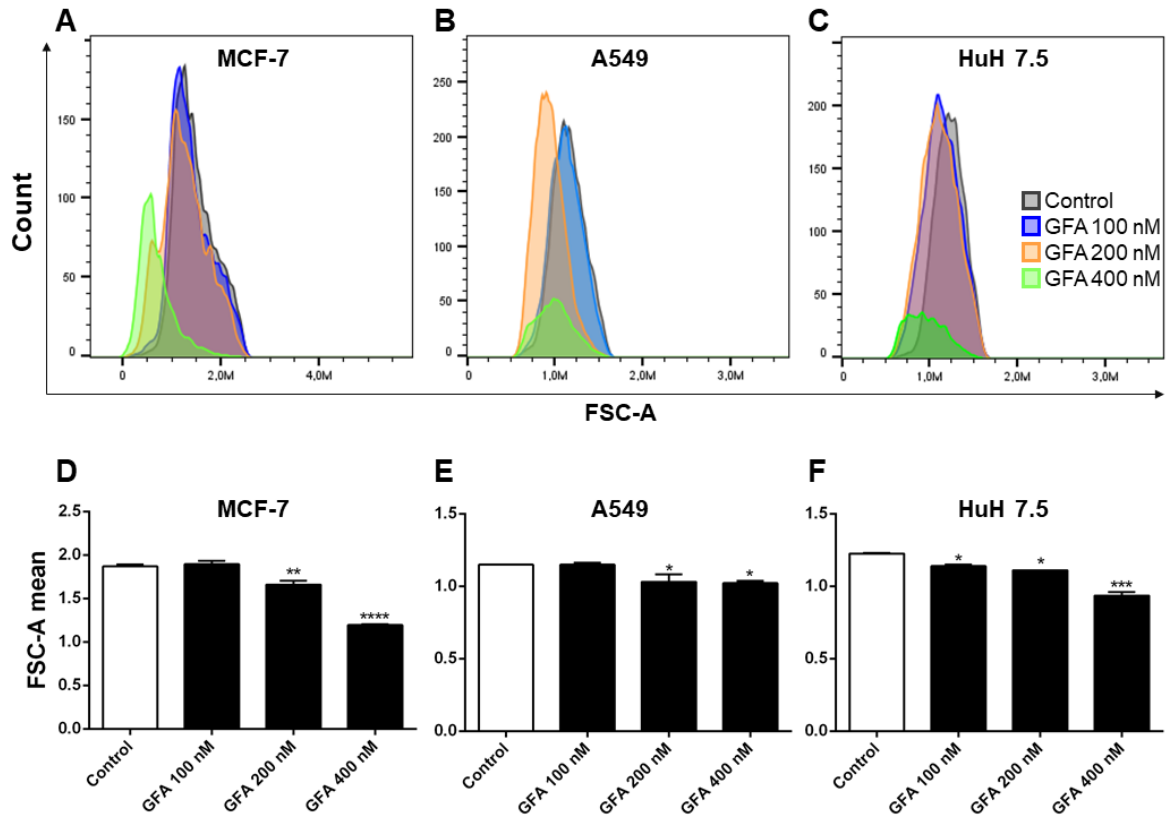 A
B
C
MCF-7
A549
HuH 7.5
Count
150
100
50
0
0
2,0M
4,0M
250
200
150
100
50
0
0
1,0M
2,0M
3,0M
200
150
100
50
0
0
1,0M
2,0M
3,0M
Control
GFA 100 nM
GFA 200 nM
GFA 400 nM
FSC-A
D
E
F
MCF-7
A549
HuH 7.5
FSC-A mean
2.5
2.0
1.5
1.0
0.5
0.0
**
****
Control
GFA 100 nM
GFA 200 nM
GFA 400 nM
1.5
1.0
0.5
0.0
*
*
Control
GFA 100 nM
GFA 200 nM
GFA 400 nM
1.5
1.0
0.5
0.0
*
*
***
Control
GFA 100 nM
GFA 200 nM
GFA 400 nM